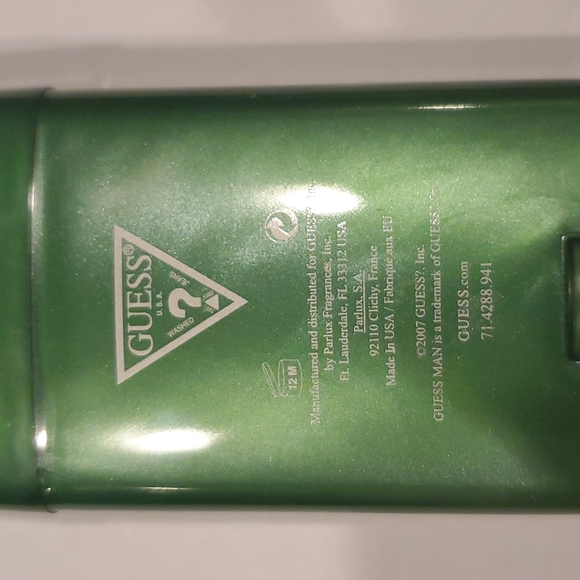 GUESS®
U.S.A.
?
WASHED
JEANS
12 M
Manufactured and distributed for GUESS?, Inc.
by Parlux Fragrances, Inc.
Ft. Lauderdale, FL 33312 USA
Parlux, S.A.
92110 Clichy, France
Made In USA / Fabriqué aux EU
©2007 GUESS?, Inc.
GUESS MAN is a trademark of GUESS?
GUESS.com
71.4288.941